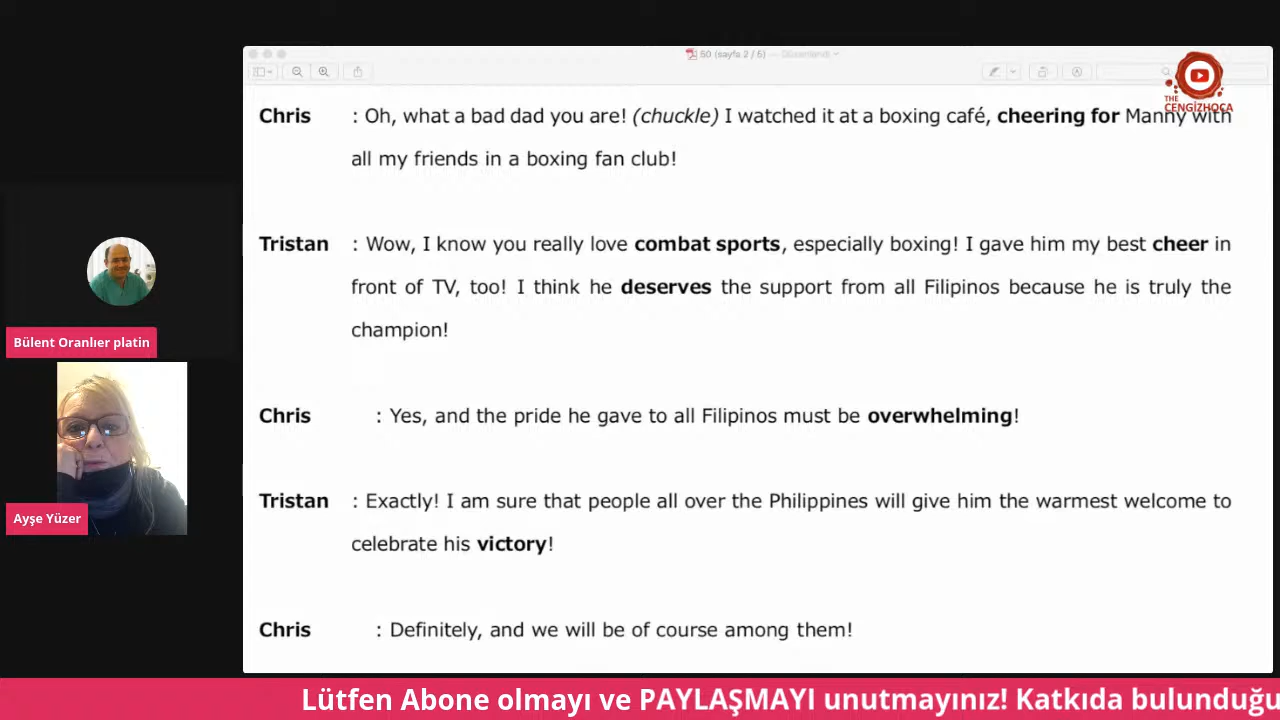 50 (sayfa 2 / 5)
THE
CENGİZHOCA
Chris : Oh, what a bad dad you are! (chuckle) I watched it at a boxing café, cheering for Manny with
all my friends in a boxing fan club!
Tristan : Wow, I know you really love combat sports, especially boxing! I gave him my best cheer in
front of TV, too! I think he deserves the support from all Filipinos because he is truly the
champion!
Chris : Yes, and the pride he gave to all Filipinos must be overwhelming!
Tristan : Exactly! I am sure that people all over the Philippines will give him the warmest welcome to
celebrate his victory!
Chris : Definitely, and we will be of course among them!
Bülent Oranlıer platin
Ayşe Yüzer
Lütfen Abone olmayı ve PAYLAŞMAYI unutmayınız! Katkıda bulunduğu